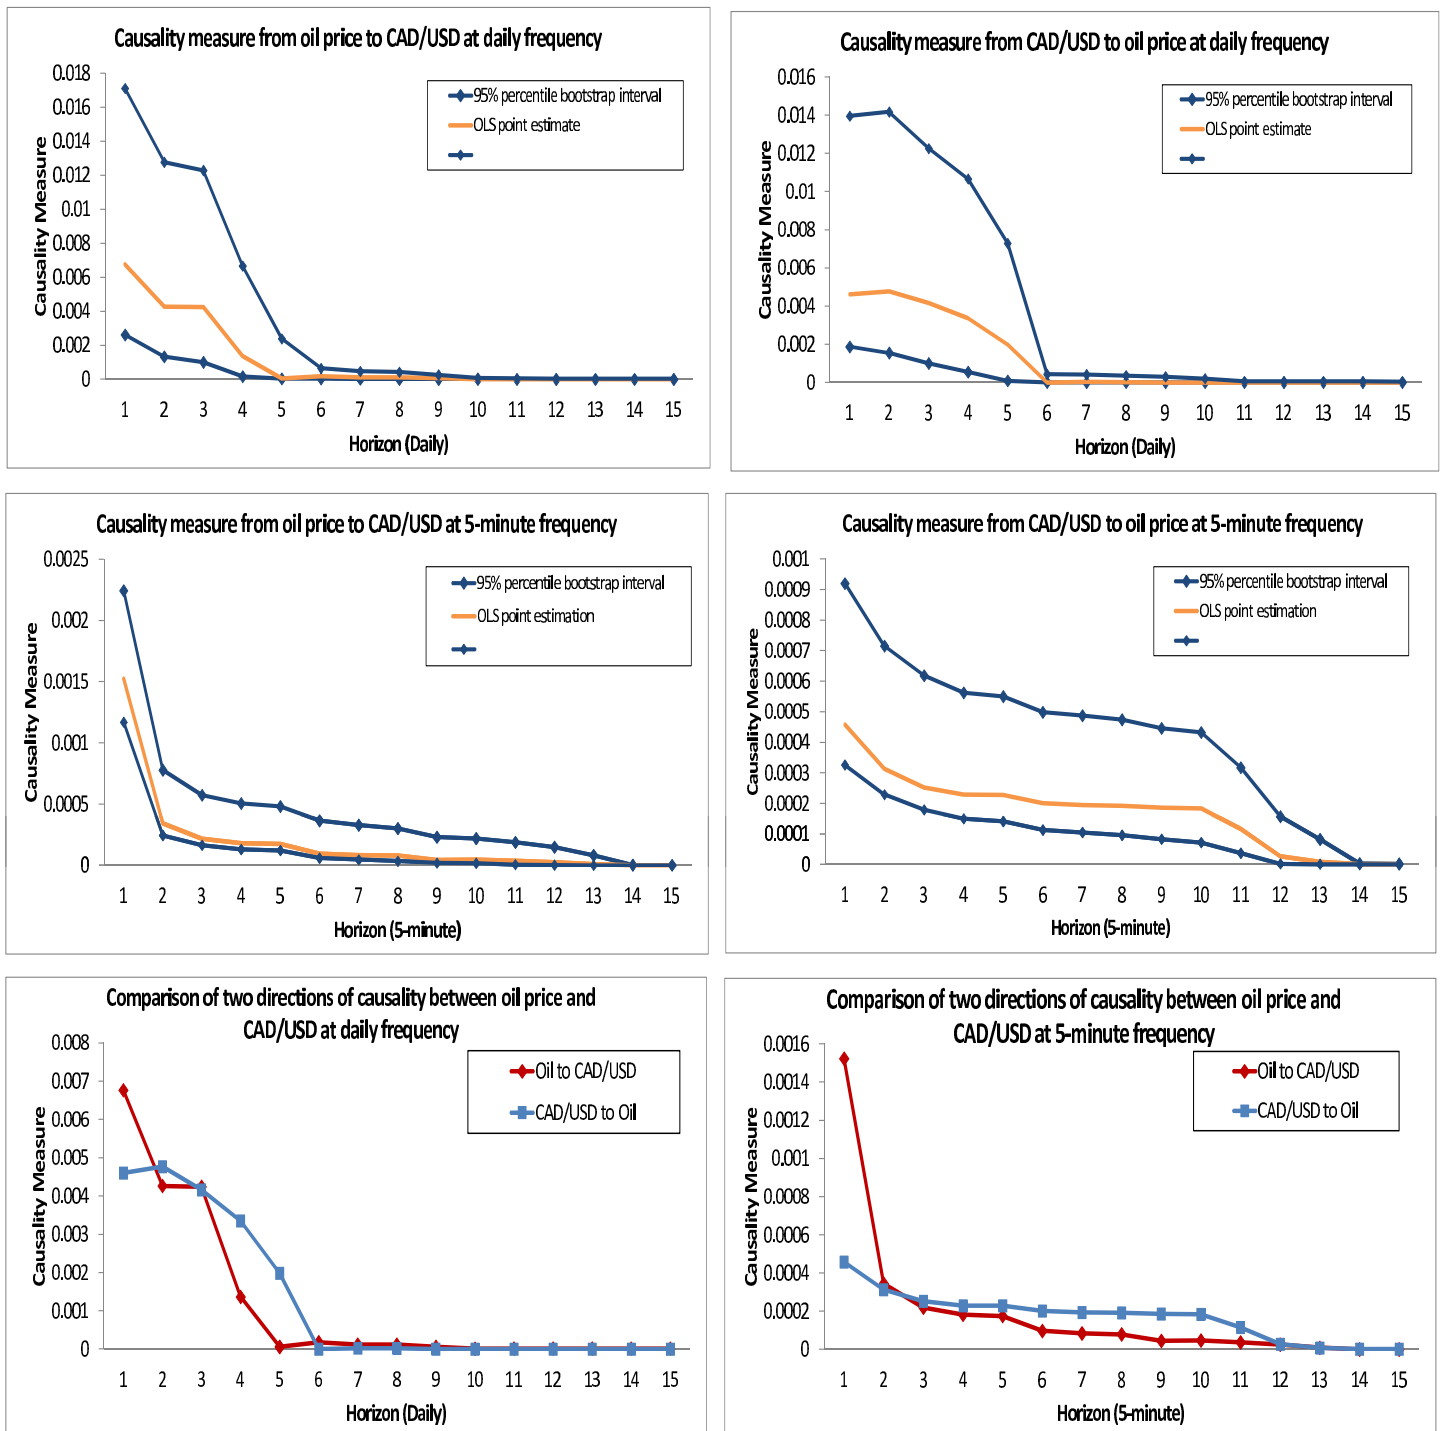 Causality measure from oil price to CAD/USD at daily frequency
0.018
0.016
0.014
0.012
0.01
0.008
0.006
0.004
0.002
0
Causality Measure
95% percentile bootstrap interval
OLS point estimate
1 2 3 4 5 6 7 8 9 10 11 12 13 14 15
Horizon (Daily)
Causality measure from CAD/USD to oil price at daily frequency
0.016
0.014
0.012
0.01
0.008
0.006
0.004
0.002
0
Causality Measure
95% percentile bootstrap interval
OLS point estimate
1 2 3 4 5 6 7 8 9 10 11 12 13 14 15
Horizon (Daily)
Causality measure from oil price to CAD/USD at 5-minute frequency
0.0025
0.002
0.0015
0.001
0.0005
0
Causality Measure
95% percentile bootstrap interval
OLS point estimation
1 2 3 4 5 6 7 8 9 10 11 12 13 14 15
Horizon (5-minute)
Causality measure from CAD/USD to oil price at 5-minute frequency
0.001
0.0009
0.0008
0.0007
0.0006
0.0005
0.0004
0.0003
0.0002
0.0001
0
Causality Measure
95% percentile bootstrap interval
OLS point estimation
1 2 3 4 5 6 7 8 9 10 11 12 13 14 15
Horizon (5-minute)
Comparison of two directions of causality between oil price and
CAD/USD at daily frequency
0.008
0.007
0.006
0.005
0.004
0.003
0.002
0.001
0
Causality Measure
Oil to CAD/USD
CAD/USD to Oil
1 2 3 4 5 6 7 8 9 10 11 12 13 14 15
Horizon (Daily)
Comparison of two directions of causality between oil price and
CAD/USD at 5-minute frequency
0.0016
0.0014
0.0012
0.001
0.0008
0.0006
0.0004
0.0002
0
Causality Measure
Oil to CAD/USD
CAD/USD to Oil
1 2 3 4 5 6 7 8 9 10 11 12 13 14 15
Horizon (5-minute)